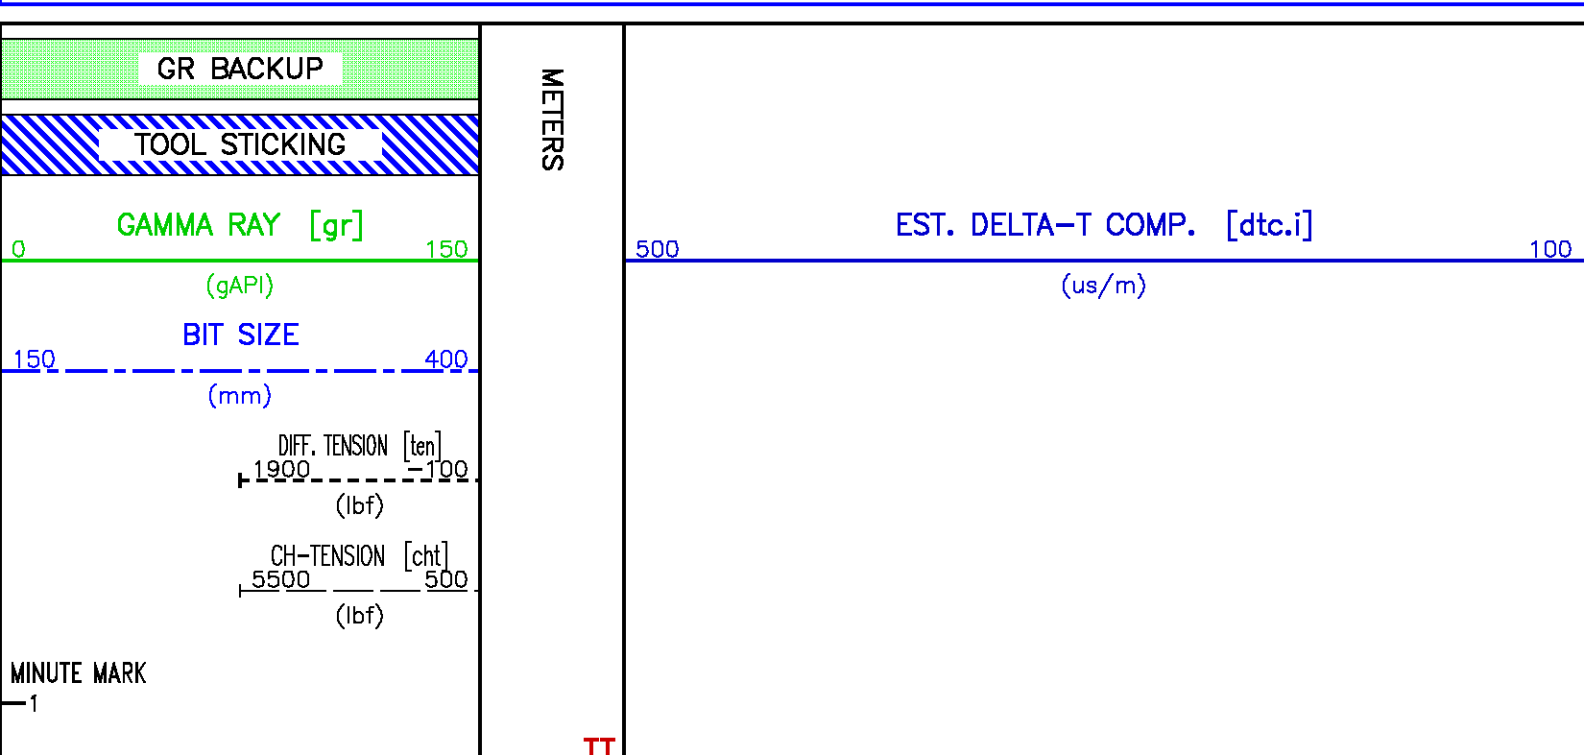 GR BACKUP
TOOL STICKING
GAMMA RAY [gr]
0 150
(gAPI)
BIT SIZE
150 400
(mm)
DIFF. TENSION [ten]
1900 -100
(lbf)
CH-TENSION [cht]
5500 500
(lbf)
MINUTE MARK
1
METERS
TT
EST. DELTA-T COMP. [dtc.i]
500 100
(us/m)